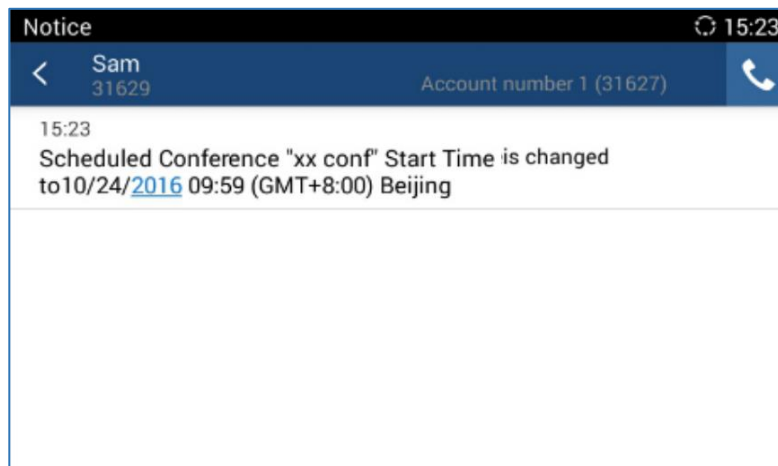 Notice 15:23
Sam
31629 Account number 1 (31627)
15:23
Scheduled Conference "xx conf" Start Time is changed
to10/24/2016 09:59 (GMT+8:00) Beijing